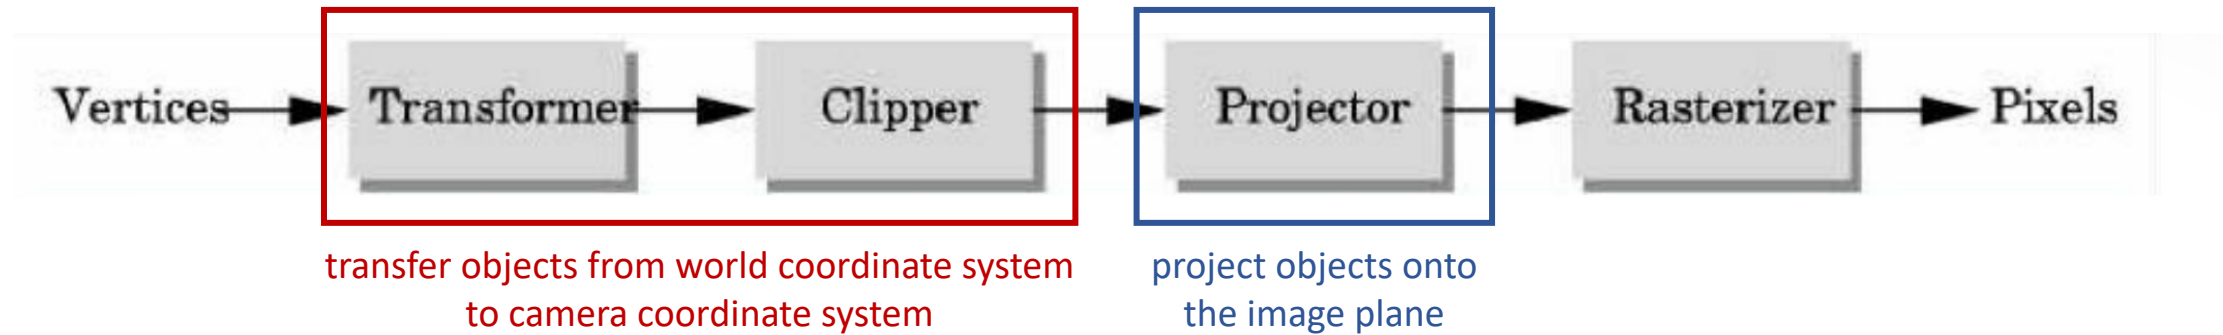 Vertices Transformer Clipper Projector Rasterizer Pixels
transfer objects from world coordinate system
to camera coordinate system
project objects onto
the image plane